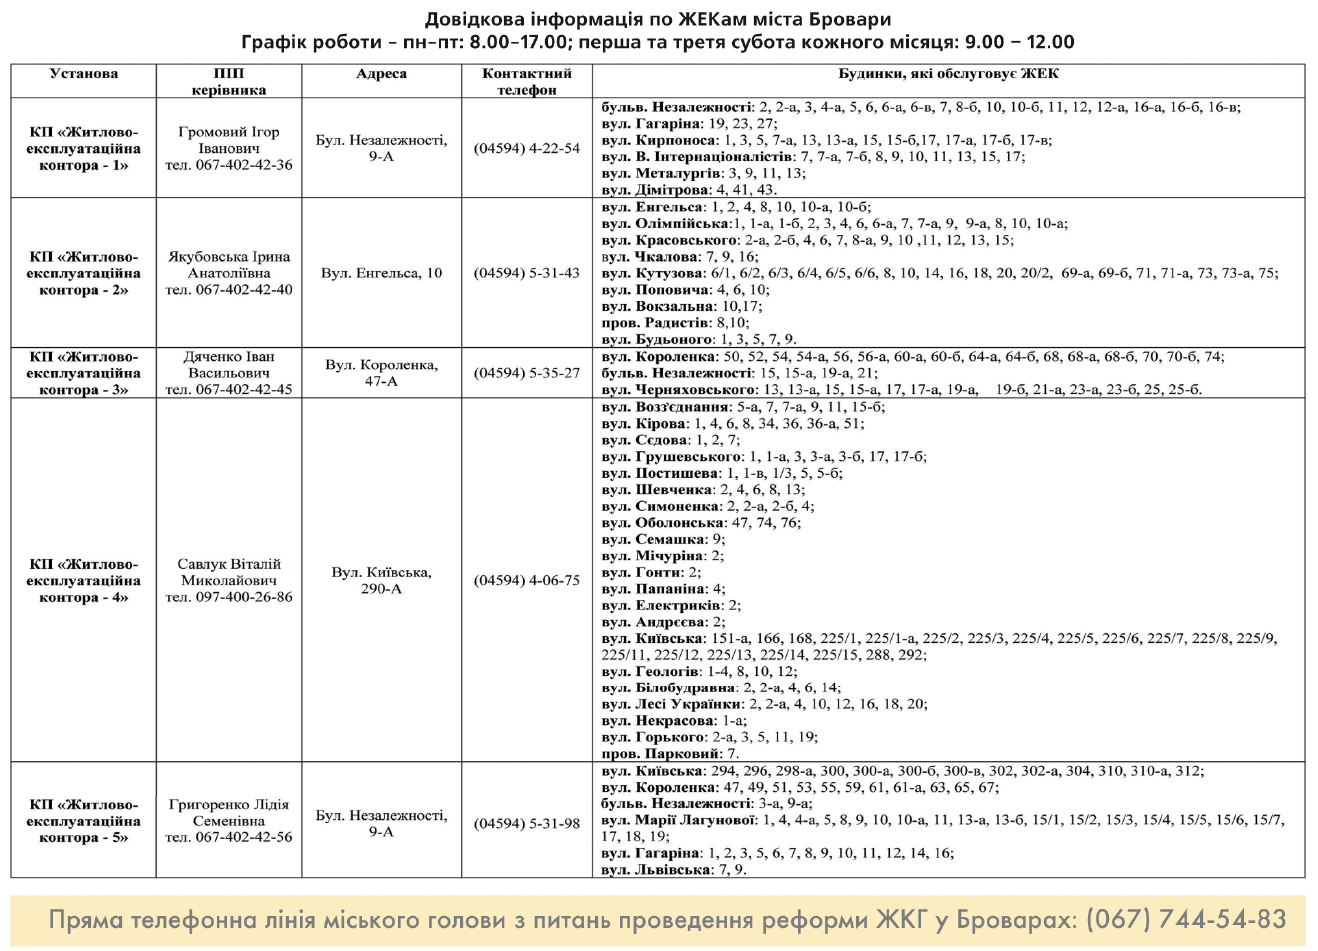 Довідкова інформація по ЖЕКам міста Бровари
Графік роботи – пн–пт: 8.00–17.00; перша та третя субота кожного місяця: 9.00 – 12.00
Установа
ПІП
керівника
Адреса
Контактний
телефон
Будинки, які обслуговує ЖЕК
КП «Житлово-
експлуатаційна
контора - 1»
Громовий Ігор
Іванович
тел. 067-402-42-36
Бул. Незалежності,
9-А
(04594) 4-22-54
бульв. Незалежності: 2, 2-а, 3, 4-а, 5, 6, 6-а, 6-в, 7, 8-б, 10, 10-б, 11, 12, 12-а, 16-а, 16-б, 16-в;
вул. Гагаріна: 19, 23, 27;
вул. Кирпоноса: 1, 3, 5, 7-а, 13, 13-а, 15, 15-б,17, 17-а, 17-б, 17-в;
вул. В. Інтернаціоналістів: 7, 7-а, 7-б, 8, 9, 10, 11, 13, 15, 17;
вул. Металургів: 3, 9, 11, 13;
вул. Дімітрова: 4, 41, 43.
КП «Житлово-
експлуатаційна
контора - 2»
Якубовська Ірина
Анатоліївна
тел. 067-402-42-40
Вул. Енгельса, 10
(04594) 5-31-43
вул. Енгельса: 1, 2, 4, 8, 10, 10-а, 10-б;
вул. Олімпійська:1, 1-а, 1-б, 2, 3, 4, 6, 6-а, 7, 7-а, 9, 9-а, 8, 10, 10-а;
вул. Красовського: 2-а, 2-б, 4, 6, 7, 8-а, 9, 10 ,11, 12, 13, 15;
вул. Чкалова: 7, 9, 16;
вул. Кутузова: 6/1, 6/2, 6/3, 6/4, 6/5, 6/6, 8, 10, 14, 16, 18, 20, 20/2, 69-а, 69-б, 71, 71-а, 73, 73-а, 75;
вул. Поповича: 4, 6, 10;
вул. Вокзальна: 10,17;
пров. Радистів: 8,10;
вул. Будьоного: 1, 3, 5, 7, 9.
КП «Житлово-
експлуатаційна
контора - 3»
Дяченко Іван
Васильович
тел. 067-402-42-45
Вул. Короленка,
47-А
(04594) 5-35-27
вул. Короленка: 50, 52, 54, 54-а, 56, 56-а, 60-а, 60-б, 64-а, 64-б, 68, 68-а, 68-б, 70, 70-б, 74;
бульв. Незалежності: 15, 15-а, 19-а, 21;
вул. Черняховського: 13, 13-а, 15, 15-а, 17, 17-а, 19-а, 19-б, 21-а, 23-а, 23-б, 25, 25-б.
КП «Житлово-
експлуатаційна
контора - 4»
Савлук Віталій
Миколайович
тел. 097-400-26-86
Вул. Київська,
290-А
(04594) 4-06-75
вул. Возз'єднання: 5-а, 7, 7-а, 9, 11, 15-б;
вул. Кірова: 1, 4, 6, 8, 34, 36, 36-а, 51;
вул. Сєдова: 1, 2, 7;
вул. Грушевського: 1, 1-а, 3, 3-а, 3-б, 17, 17-б;
вул. Постишева: 1, 1-в, 1/3, 5, 5-б;
вул. Шевченка: 2, 4, 6, 8, 13;
вул. Симоненка: 2, 2-а, 2-б, 4;
вул. Оболонська: 47, 74, 76;
вул. Семашка: 9;
вул. Мічуріна: 2;
вул. Гонти: 2;
вул. Папаніна: 4;
вул. Електриків: 2;
вул. Андрєєва: 2;
вул. Київська: 151-а, 166, 168, 225/1, 225/1-а, 225/2, 225/3, 225/4, 225/5, 225/6, 225/7, 225/8, 225/9,
225/11, 225/12, 225/13, 225/14, 225/15, 288, 292;
вул. Геологів: 1-4, 8, 10, 12;
вул. Білобудравна: 2, 2-а, 4, 6, 14;
вул. Лесі Українки: 2, 2-а, 4, 10, 12, 16, 18, 20;
вул. Некрасова: 1-а;
вул. Горького: 2-а, 3, 5, 11, 19;
пров. Парковий: 7.
КП «Житлово-
експлуатаційна
контора - 5»
Григоренко Лідія
Семенівна
тел. 067-402-42-56
Бул. Незалежності,
9-А
(04594) 5-31-98
вул. Київська: 294, 296, 298-а, 300, 300-а, 300-б, 300-в, 302, 302-а, 304, 310, 310-а, 312;
вул. Короленка: 47, 49, 51, 53, 55, 59, 61, 61-а, 63, 65, 67;
бульв. Незалежності: 3-а, 9-а;
вул. Марії Лагунової: 1, 4, 4-а, 5, 8, 9, 10, 10-а, 11, 13-а, 13-б, 15/1, 15/2, 15/3, 15/4, 15/5, 15/6, 15/7,
17, 18, 19;
вул. Гагаріна: 1, 2, 3, 5, 6, 7, 8, 9, 10, 11, 12, 14, 16;
вул. Львівська: 7, 9.
Пряма телефонна лінія міського голови з питань проведення реформи ЖКГ у Броварах: (067) 744-54-83